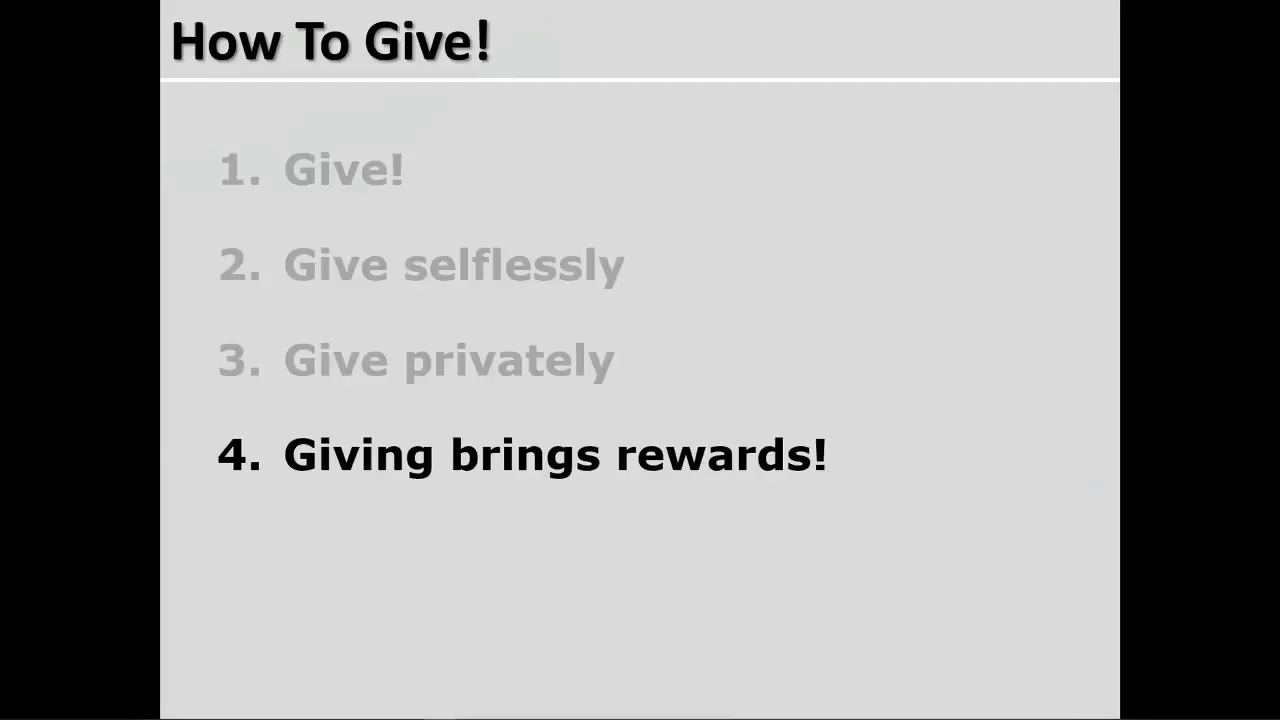 How To Give!
1. Give!
2. Give selflessly
3. Give privately
4. Giving brings rewards!